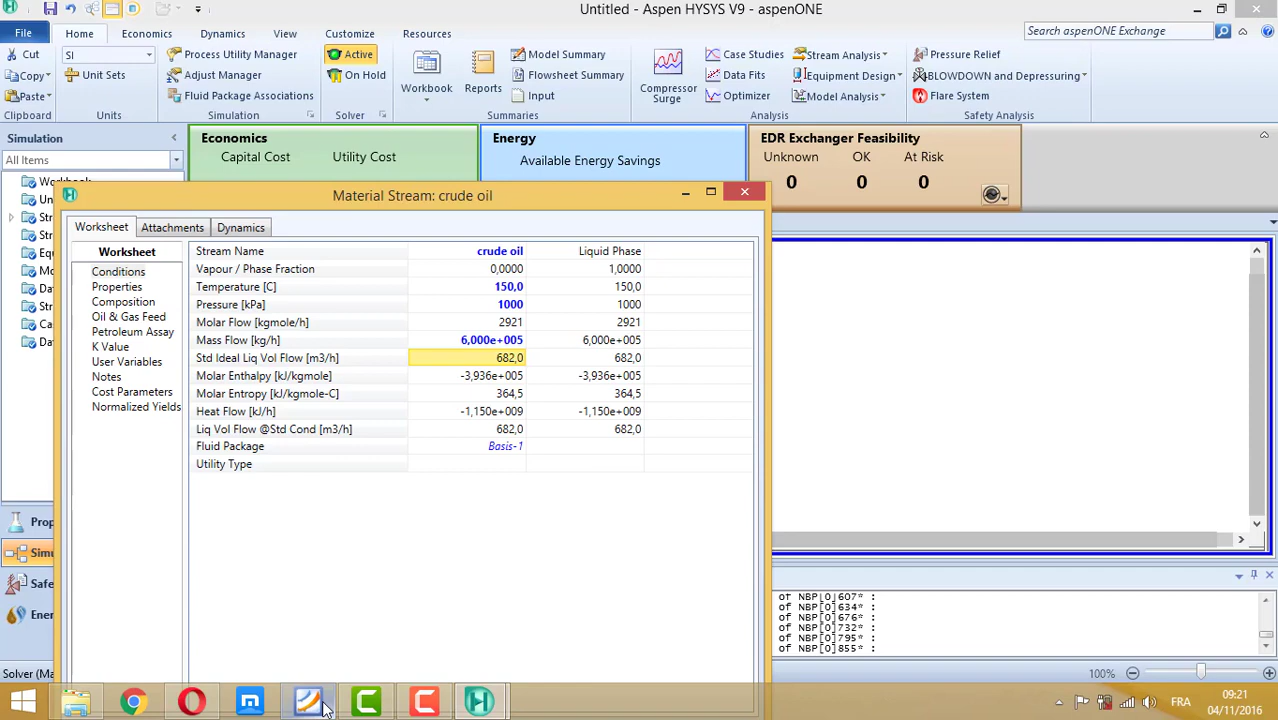 Untitled - Aspen HYSYS V9 - aspenONE
File Home Economics Dynamics View Customize Resources
Search aspenONE Exchange
Cut
Copy
Paste
Clipboard
SI
Unit Sets
Units
Process Utility Manager
Adjust Manager
Fluid Package Associations
Simulation
Active
On Hold
Solver
Workbook
Reports
Model Summary
Flowsheet Summary
Input
Summaries
Compressor
Surge
Case Studies
Data Fits
Optimizer
Stream Analysis
Equipment Design
Model Analysis
Analysis
Pressure Relief
BLOWDOWN and Depressuring
Flare System
Safety Analysis
Simulation
All Items
Economics
Capital Cost Utility Cost
Energy
Available Energy Savings
EDR Exchanger Feasibility
Unknown OK At Risk
0 0 0
Material Stream: crude oil
Worksheet Attachments Dynamics
Worksheet
Conditions
Properties
Composition
Oil & Gas Feed
Petroleum Assay
K Value
User Variables
Notes
Cost Parameters
Normalized Yields
Stream Name crude oil Liquid Phase
Vapour / Phase Fraction 0,0000 1,0000
Temperature [C] 150,0 150,0
Pressure [kPa] 1000 1000
Molar Flow [kgmole/h] 2921 2921
Mass Flow [kg/h] 6,000e+005 6,000e+005
Std Ideal Liq Vol Flow [m3/h] 682,0 682,0
Molar Enthalpy [kJ/kgmole] -3,936e+005 -3,936e+005
Molar Entropy [kJ/kgmole-C] 364,5 364,5
Heat Flow [kJ/h] -1,150e+009 -1,150e+009
Liq Vol Flow @Std Cond [m3/h] 682,0 682,0
Fluid Package Basis-1
Utility Type
of NBP[0]607* :
of NBP[0]634* :
of NBP[0]676* :
of NBP[0]732* :
of NBP[0]795* :
of NBP[0]855* :
100%
FRA
09:21
04/11/2016